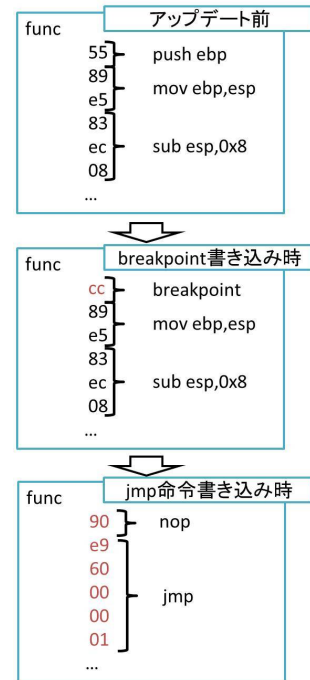 アップデート前
func
55 push ebp
89
e5 mov ebp,esp
83
ec sub esp,0x8
08
...
breakpoint書き込み時
func
cc breakpoint
89
e5 mov ebp,esp
83
ec sub esp,0x8
08
...
jmp命令書き込み時
func
90 nop
e9
60
00 jmp
00
01
...